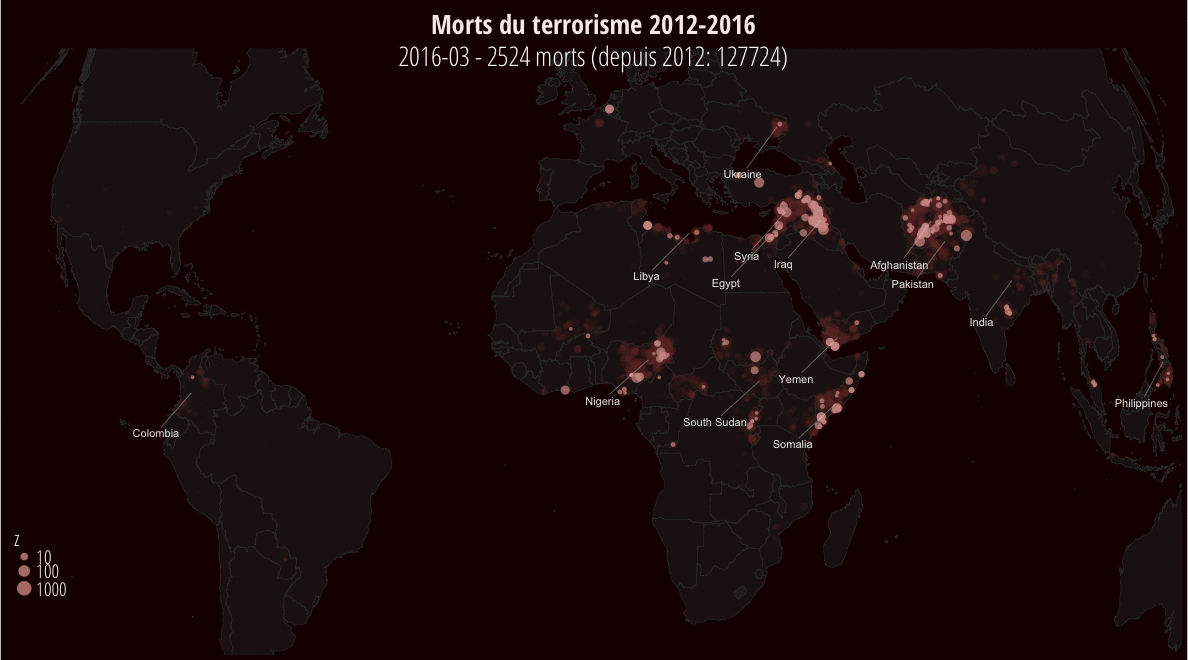 Morts du terrorisme 2012-2016
2016-03 - 2524 morts (depuis 2012: 127724)
Ukraine
Syria
Iraq
Libya
Egypt
Afghanistan
Pakistan
India
Yemen
Nigeria
South Sudan
Somalia
Philippines
Colombia
z
10
100
1000